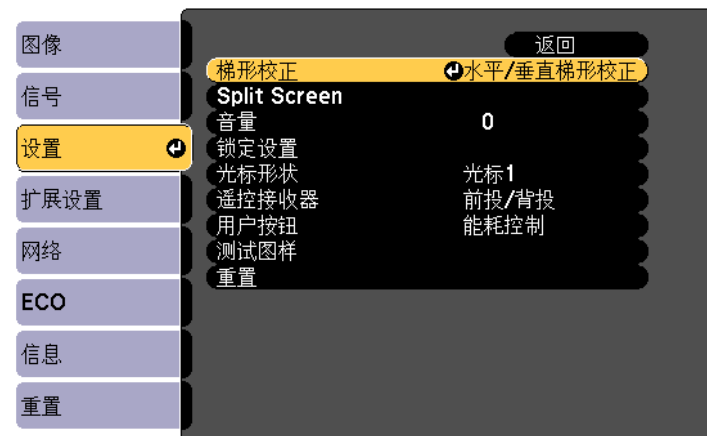 图像
信号
设置
扩展设置
网络
ECO
信息
重置
返回
梯形校正 水平/垂直梯形校正
Split Screen
音量 0
锁定设置
光标形状 光标1
遥控接收器 前投/背投
用户按钮 能耗控制
测试图样
重置